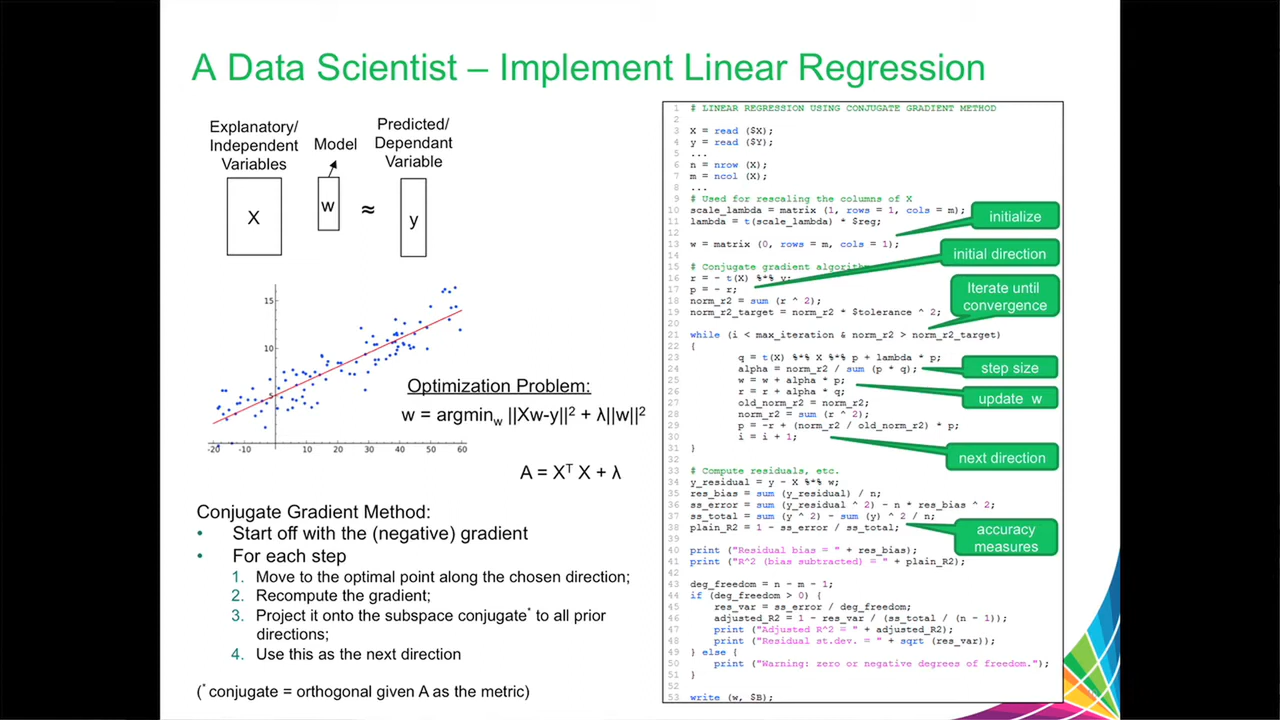 A Data Scientist – Implement Linear Regression
Explanatory/
Independent
Variables
Model
Predicted/
Dependant
Variable
X
w
≈
y
15
10
5
-20
-10
10
20
30
40
50
60
Optimization Problem:
w = argminw ||Xw-y||² + λ||w||²
A = Xᵀ X + λ
Conjugate Gradient Method:
• Start off with the (negative) gradient
• For each step
1. Move to the optimal point along the chosen direction;
2. Recompute the gradient;
3. Project it onto the subspace conjugate* to all prior
directions;
4. Use this as the next direction
(* conjugate = orthogonal given A as the metric)
1 # LINEAR REGRESSION USING CONJUGATE GRADIENT METHOD
2
3 X = read ($X);
4 y = read ($Y);
5 ...
6 n = nrow (X);
7 m = ncol (X);
8 ...
9 # Used for rescaling the columns of X
10 scale_lambda = matrix (1, rows = 1, cols = m);
11 lambda = t(scale_lambda) * $reg;
12
13 w = matrix (0, rows = m, cols = 1);
14
15 # Conjugate gradient algorithm
16 r = - t(X) %*% y;
17 p = - r;
18 norm_r2 = sum (r ^ 2);
19 norm_r2_target = norm_r2 * $tolerance ^ 2;
20
21 while (i < max_iteration & norm_r2 > norm_r2_target)
22 {
23 q = t(X) %*% X %*% p + lambda * p;
24 alpha = norm_r2 / sum (p * q);
25 w = w + alpha * p;
26 r = r + alpha * q;
27 old_norm_r2 = norm_r2;
28 norm_r2 = sum (r ^ 2);
29 p = -r + (norm_r2 / old_norm_r2) * p;
30 i = i + 1;
31 }
32
33 # Compute residuals, etc.
34 y_residual = y - X %*% w;
35 res_bias = sum (y_residual) / n;
36 ss_error = sum (y_residual ^ 2) - n * res_bias ^ 2;
37 ss_total = sum (y ^ 2) - sum (y) ^ 2 / n;
38 plain_R2 = 1 - ss_error / ss_total;
39
40 print ("Residual bias = " + res_bias);
41 print ("R^2 (bias subtracted) = " + plain_R2);
42
43 deg_freedom = n - m - 1;
44 if (deg_freedom > 0) {
45 res_var = ss_error / deg_freedom;
46 adjusted_R2 = 1 - res_var / (ss_total / (n - 1));
47 print ("Adjusted R^2 = " + adjusted_R2);
48 print ("Residual st.dev. = " + sqrt (res_var));
49 } else {
50 print ("Warning: zero or negative degrees of freedom.");
51 }
52
53 write (w, $B);
initialize
initial direction
Iterate until
convergence
step size
update w
next direction
accuracy
measures